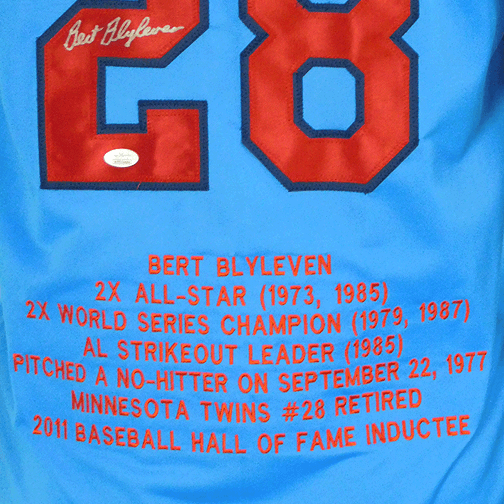 Bert Blyleven
28
BERT BLYLEVEN
2X ALL-STAR (1973, 1985)
2X WORLD SERIES CHAMPION (1979, 1987)
AL STRIKEOUT LEADER (1985)
PITCHED A NO-HITTER ON SEPTEMBER 22, 1977
MINNESOTA TWINS #28 RETIRED
2011 BASEBALL HALL OF FAME INDUCTEE